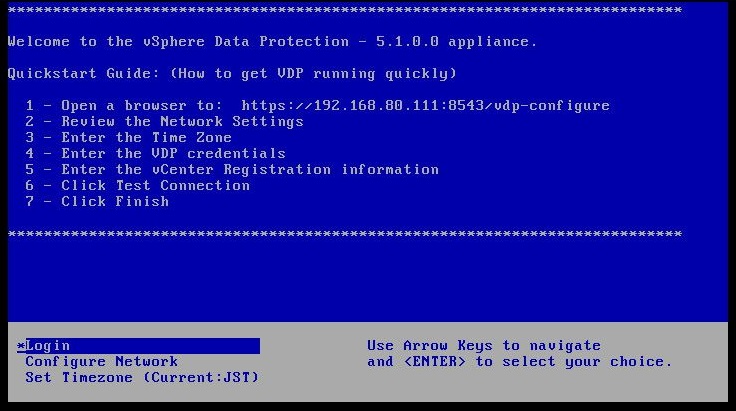 ***************************************************************************
Welcome to the vSphere Data Protection - 5.1.0.0 appliance.
Quickstart Guide: (How to get VDP running quickly)
1 - Open a browser to:  https://192.168.80.111:8543/vdp-configure
2 - Review the Network Settings
3 - Enter the Time Zone
4 - Enter the VDP credentials
5 - Enter the vCenter Registration information
6 - Click Test Connection
7 - Click Finish
***************************************************************************
*Login
Use Arrow Keys to navigate
Configure Network
and <ENTER> to select your choice.
Set Timezone (Current:JST)